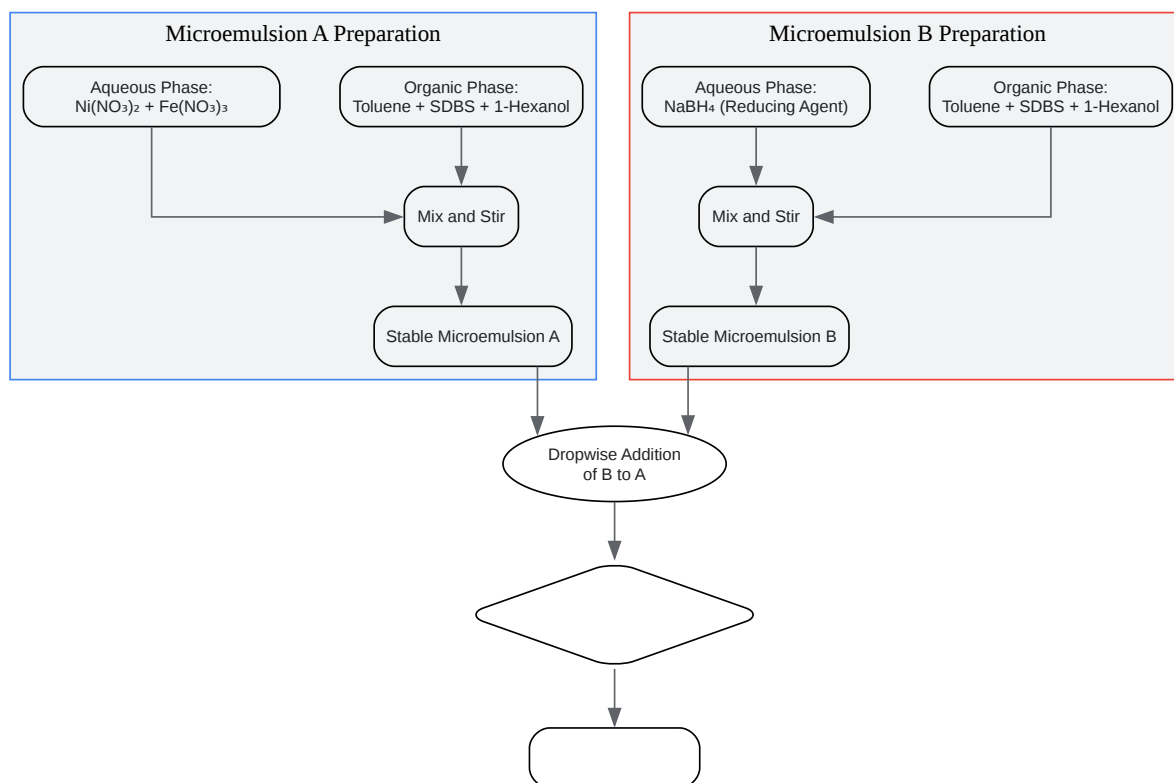 Microemulsion A Preparation
Aqueous Phase:
Ni(NO₃)₂ + Fe(NO₃)₃
Organic Phase:
Toluene + SDBS + 1-Hexanol
Mix and Stir
Stable Microemulsion A
Microemulsion B Preparation
Aqueous Phase:
NaBH₄ (Reducing Agent)
Organic Phase:
Toluene + SDBS + 1-Hexanol
Mix and Stir
Stable Microemulsion B
Dropwise Addition
of B to A